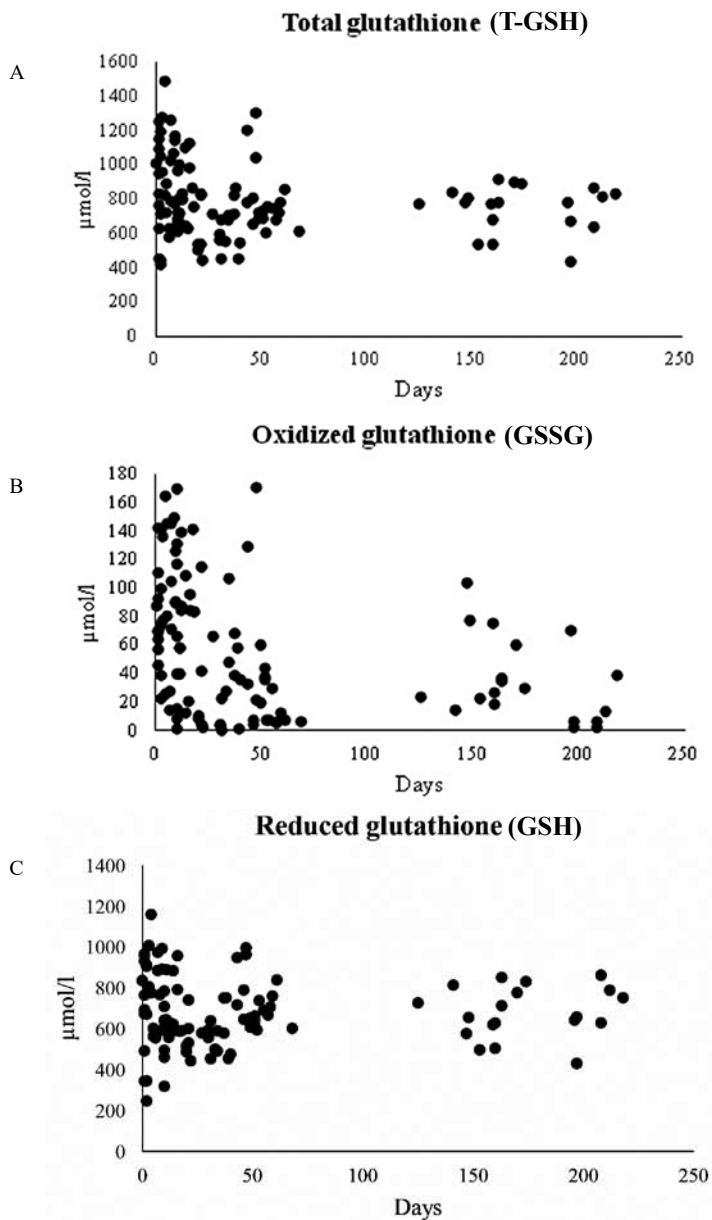 Total glutathione (T-GSH)
A
1600
1400
1200
1000
800
600
400
200
0
µmol/l
0 50 100 150 200 250
Days
Oxidized glutathione (GSSG)
B
180
160
140
120
100
80
60
40
20
0
µmol/l
0 50 100 150 200 250
Days
Reduced glutathione (GSH)
C
1400
1200
1000
800
600
400
200
0
µmol/l
0 50 100 150 200 250
Days